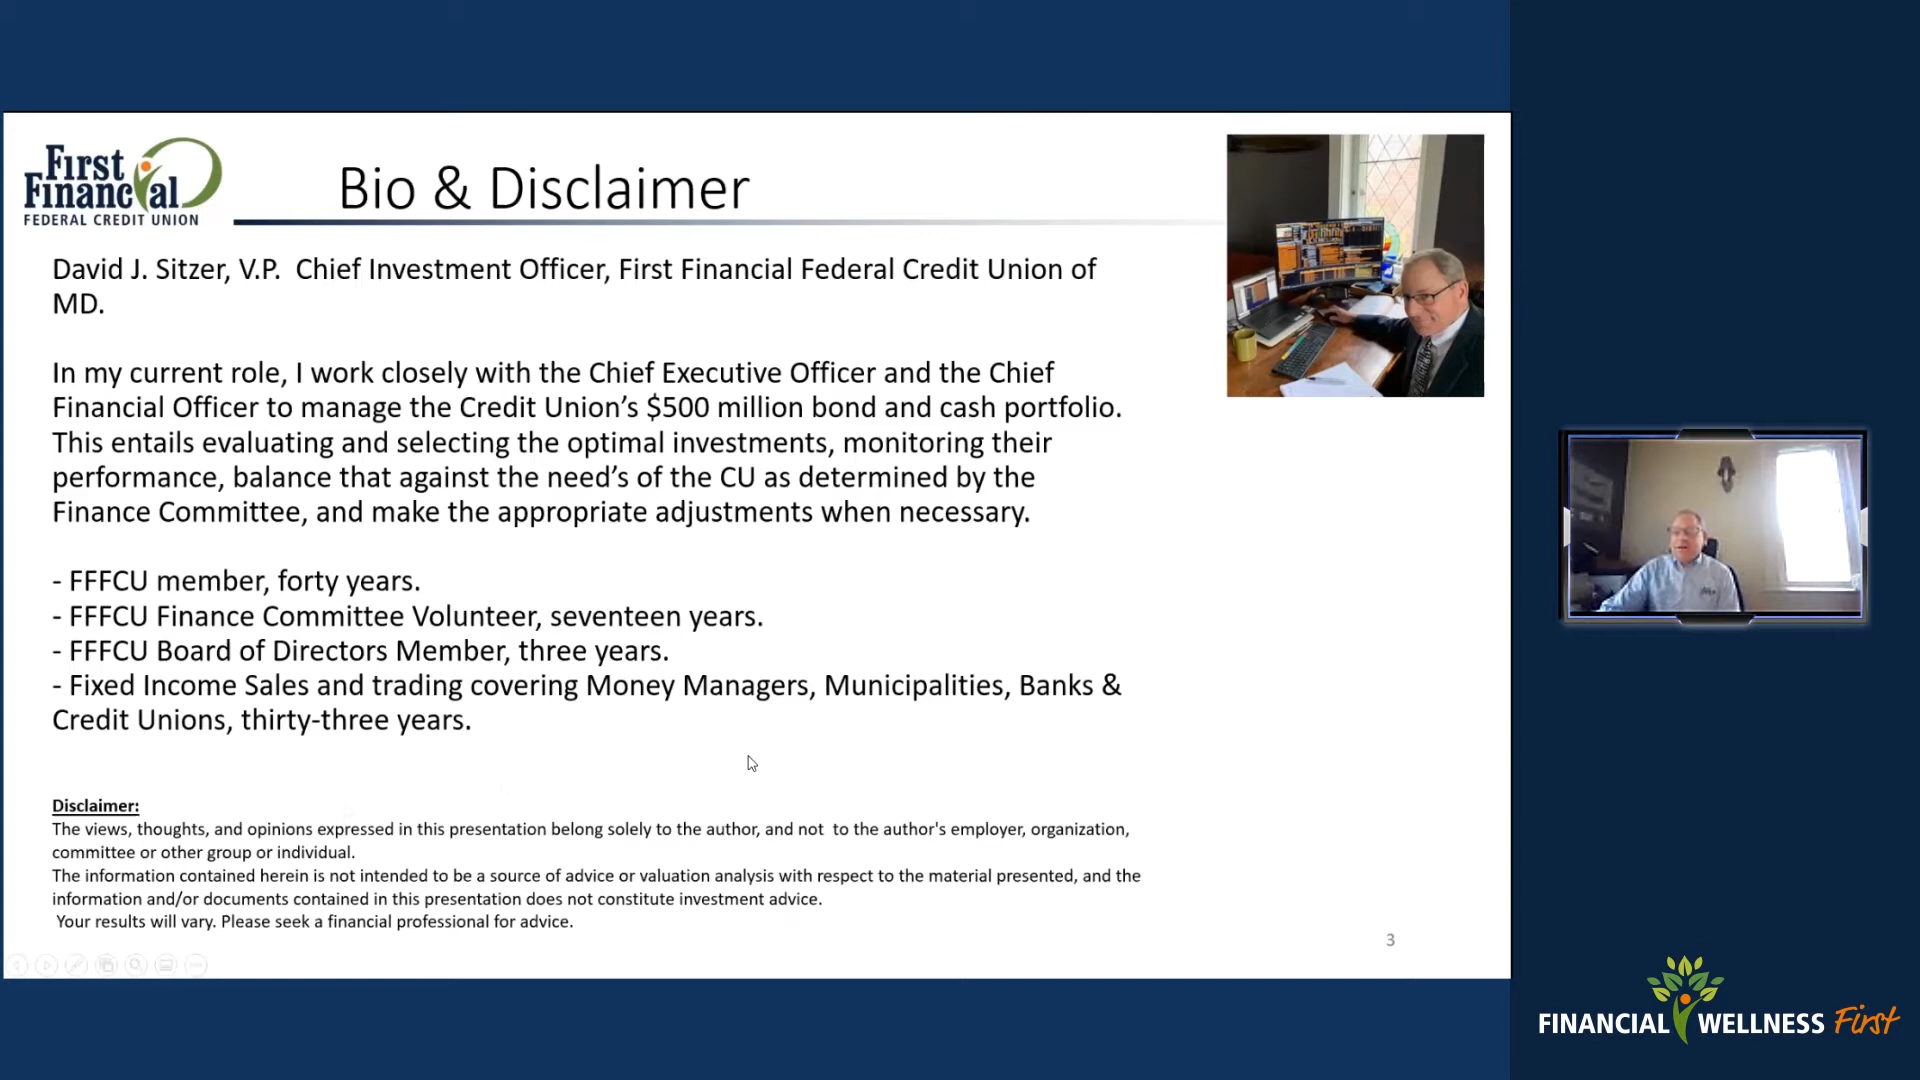 First
Financial
FEDERAL CREDIT UNION
Bio & Disclaimer
David J. Sitzer, V.P.  Chief Investment Officer, First Financial Federal Credit Union of
MD.
In my current role, I work closely with the Chief Executive Officer and the Chief
Financial Officer to manage the Credit Union’s $500 million bond and cash portfolio.
This entails evaluating and selecting the optimal investments, monitoring their
performance, balance that against the need’s of the CU as determined by the
Finance Committee, and make the appropriate adjustments when necessary.
- FFFCU member, forty years.
- FFFCU Finance Committee Volunteer, seventeen years.
- FFFCU Board of Directors Member, three years.
- Fixed Income Sales and trading covering Money Managers, Municipalities, Banks &
Credit Unions, thirty-three years.
Disclaimer:
The views, thoughts, and opinions expressed in this presentation belong solely to the author, and not  to the author's employer, organization,
committee or other group or individual.
The information contained herein is not intended to be a source of advice or valuation analysis with respect to the material presented, and the
information and/or documents contained in this presentation does not constitute investment advice.
Your results will vary. Please seek a financial professional for advice.
3
FINANCIAL WELLNESS First